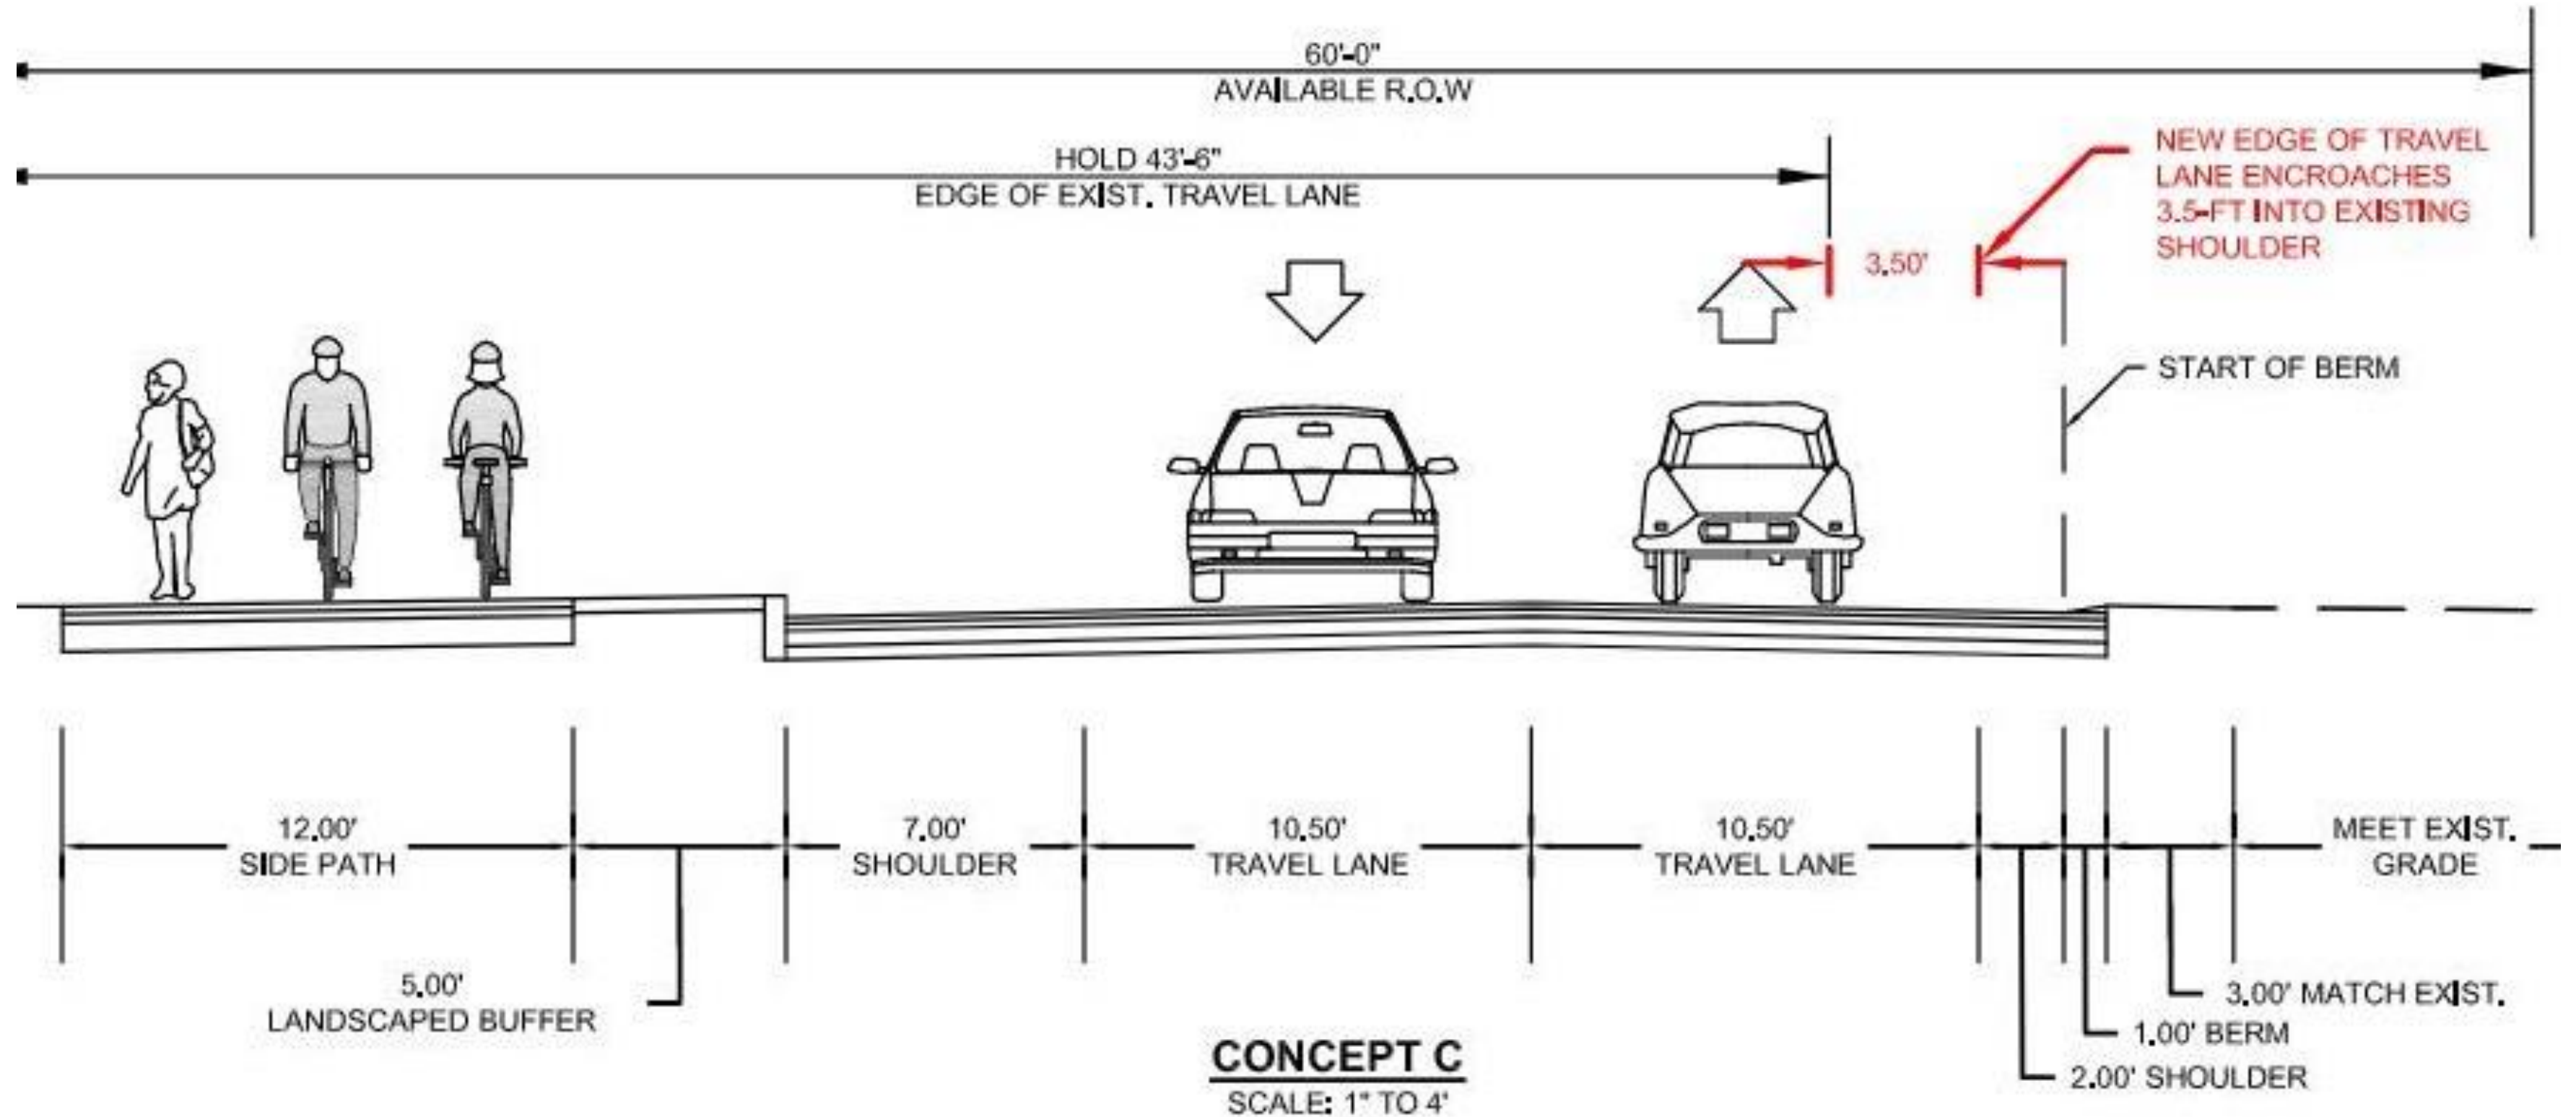 60'-0"
AVAILABLE R.O.W
HOLD 43'-6"
EDGE OF EXIST. TRAVEL LANE
NEW EDGE OF TRAVEL
LANE ENCROACHES
3.5-FT INTO EXISTING
SHOULDER
3.50'
START OF BERM
12.00'
SIDE PATH
7.00'
SHOULDER
10.50'
TRAVEL LANE
10.50'
TRAVEL LANE
MEET EXIST.
GRADE
5.00'
LANDSCAPED BUFFER
3.00' MATCH EXIST.
1.00' BERM
2.00' SHOULDER
CONCEPT C
SCALE: 1" TO 4'